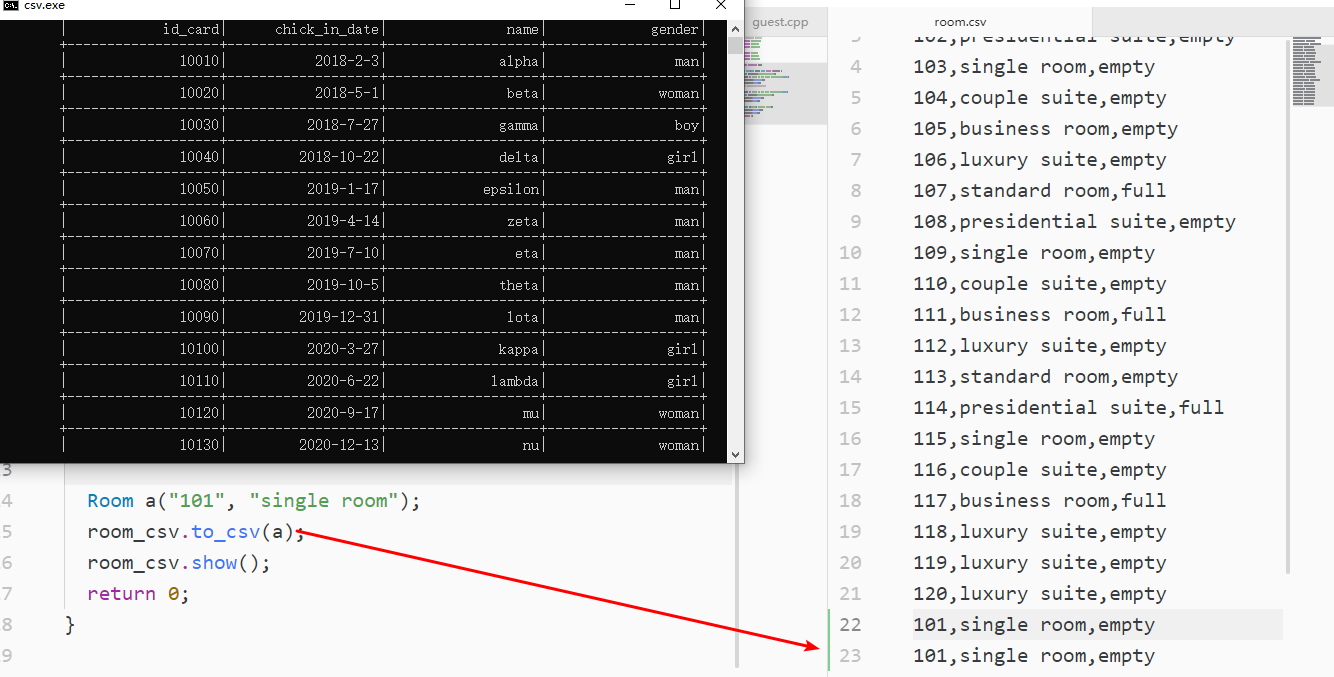 csv.exe
id_card| chick_in_date| name| gender|
10010| 2018-2-3| alpha| man|
10020| 2018-5-1| beta| woman|
10030| 2018-7-27| gamma| boy|
10040| 2018-10-22| delta| girl|
10050| 2019-1-17| epsilon| man|
10060| 2019-4-14| zeta| man|
10070| 2019-7-10| eta| man|
10080| 2019-10-5| theta| man|
10090| 2019-12-31| lota| man|
10100| 2020-3-27| kappa| girl|
10110| 2020-6-22| lambda| girl|
10120| 2020-9-17| mu| woman|
10130| 2020-12-13| nu| woman|
3
4 Room a("101", "single room");
5 room_csv.to_csv(a);
6 room_csv.show();
7 return 0;
8 }
9
guest.cpp
room.csv
3 102,presidential suite,empty
4 103,single room,empty
5 104,couple suite,empty
6 105,business room,empty
7 106,luxury suite,empty
8 107,standard room,full
9 108,presidential suite,empty
10 109,single room,empty
11 110,couple suite,empty
12 111,business room,full
13 112,luxury suite,empty
14 113,standard room,empty
15 114,presidential suite,full
16 115,single room,empty
17 116,couple suite,empty
18 117,business room,full
19 118,luxury suite,empty
20 119,luxury suite,empty
21 120,luxury suite,empty
22 101,single room,empty
23 101,single room,empty